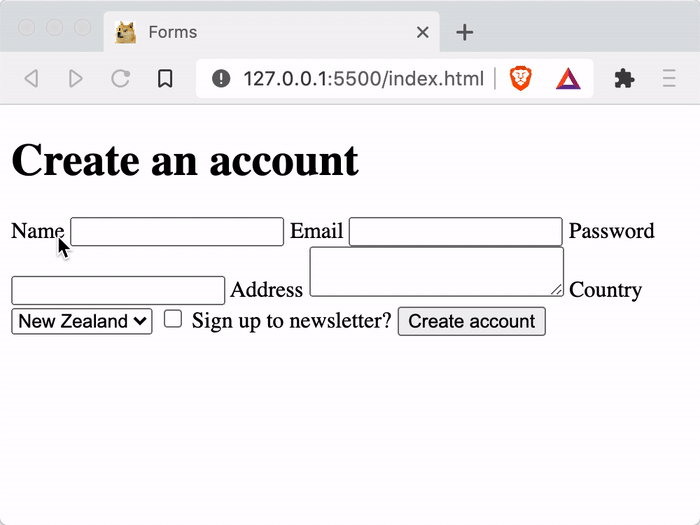 Forms
127.0.0.1:5500/index.html
Create an account
Name Email Password
Address Country
New Zealand Sign up to newsletter? Create account